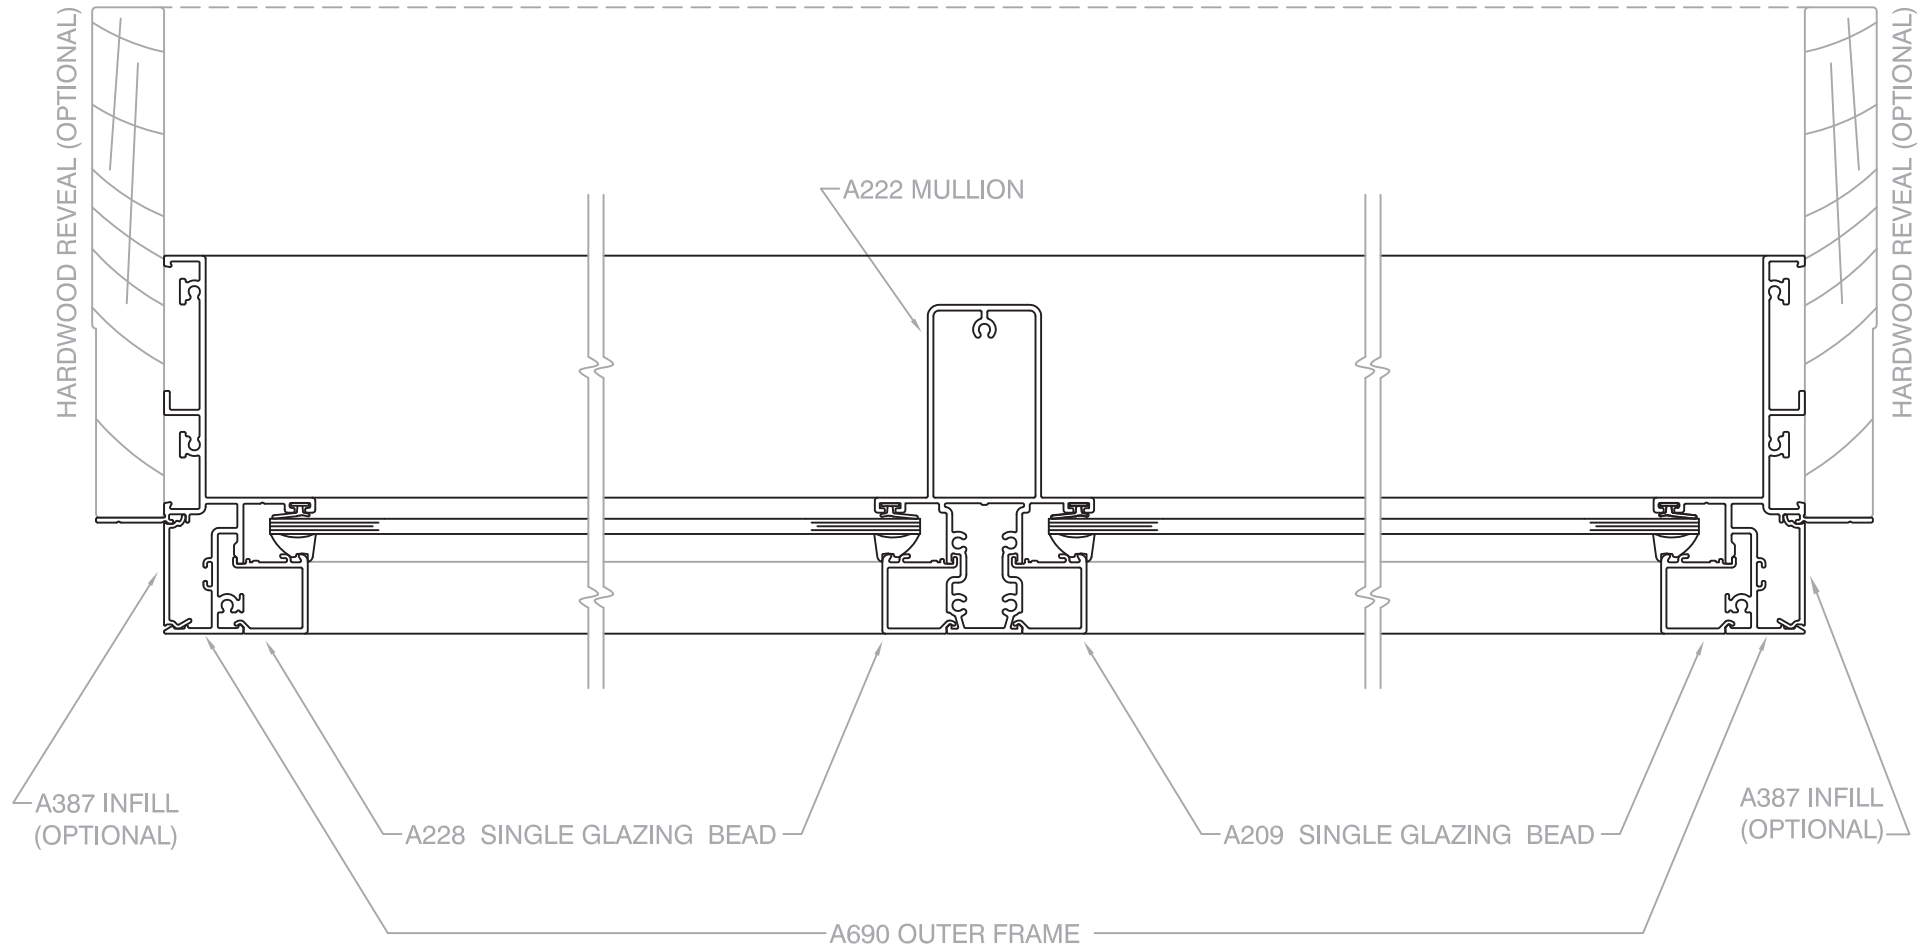 HARDWOOD REVEAL (OPTIONAL)
HARDWOOD REVEAL (OPTIONAL)
A222 MULLION
A387 INFILL
(OPTIONAL)
A387 INFILL
(OPTIONAL)
A228 SINGLE GLAZING BEAD
A209 SINGLE GLAZING BEAD
A690 OUTER FRAME